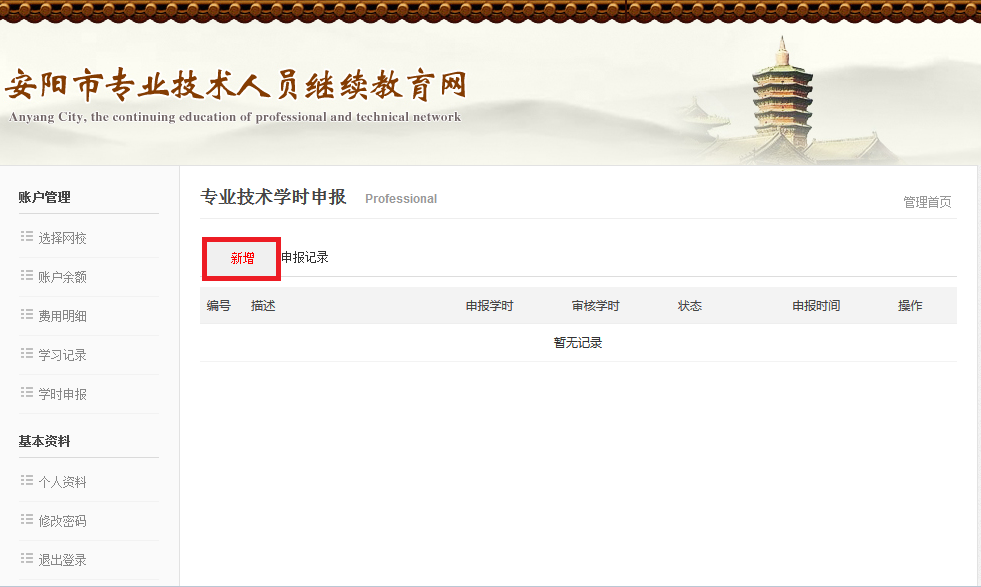 安阳市专业技术人员继续教育网
Anyang City, the continuing education of professional and technical network
账户管理
选择网校
账户余额
费用明细
学习记录
学时申报
基本资料
个人资料
修改密码
退出登录
专业技术学时申报 Professional 管理首页
新增 申报记录
编号 描述 申报学时 审核学时 状态 申报时间 操作
暂无记录